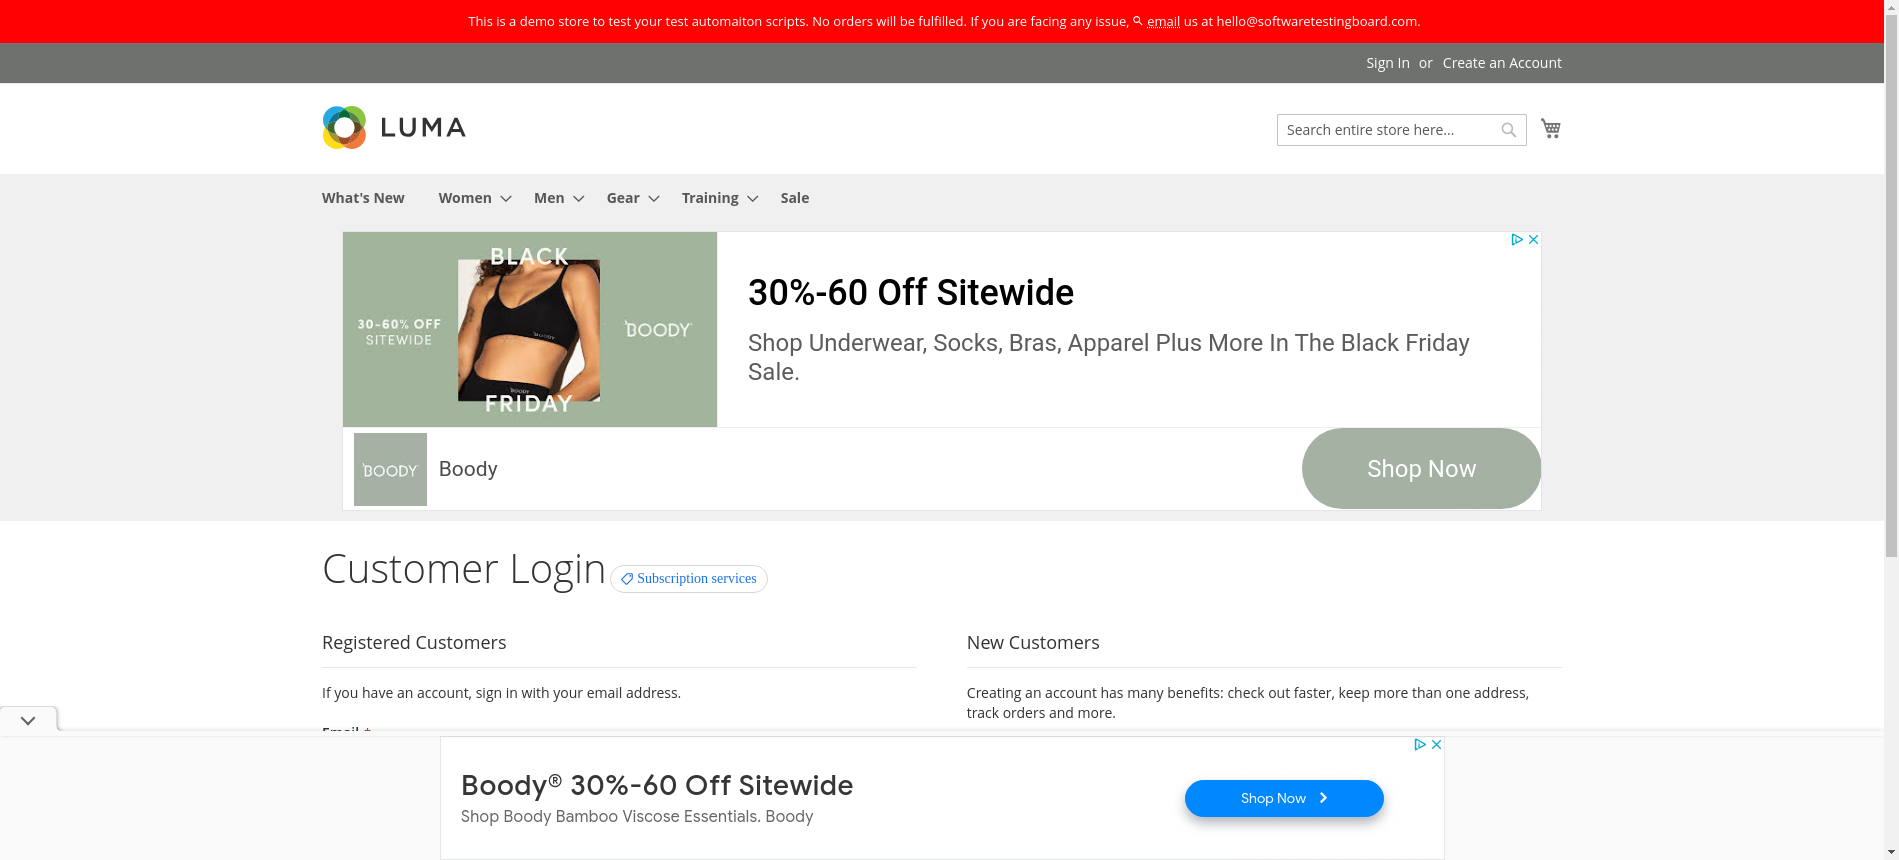 This is a demo store to test your test automaiton scripts. No orders will be fulfilled. If you are facing any issue, email us at hello@softwaretestingboard.com.
Sign In or Create an Account
LUMA
Search entire store here...
What's New Women Men Gear Training Sale
BLACK
30-60% OFF
SITEWIDE
BOODY
BOODY
BOODY
FRIDAY
30%-60 Off Sitewide
Shop Underwear, Socks, Bras, Apparel Plus More In The Black Friday
Sale.
BOODY
Boody
Shop Now
Customer Login
Subscription services
Registered Customers
If you have an account, sign in with your email address.
Email *
New Customers
Creating an account has many benefits: check out faster, keep more than one address,
track orders and more.
Boody® 30%-60 Off Sitewide
Shop Boody Bamboo Viscose Essentials. Boody
Shop Now